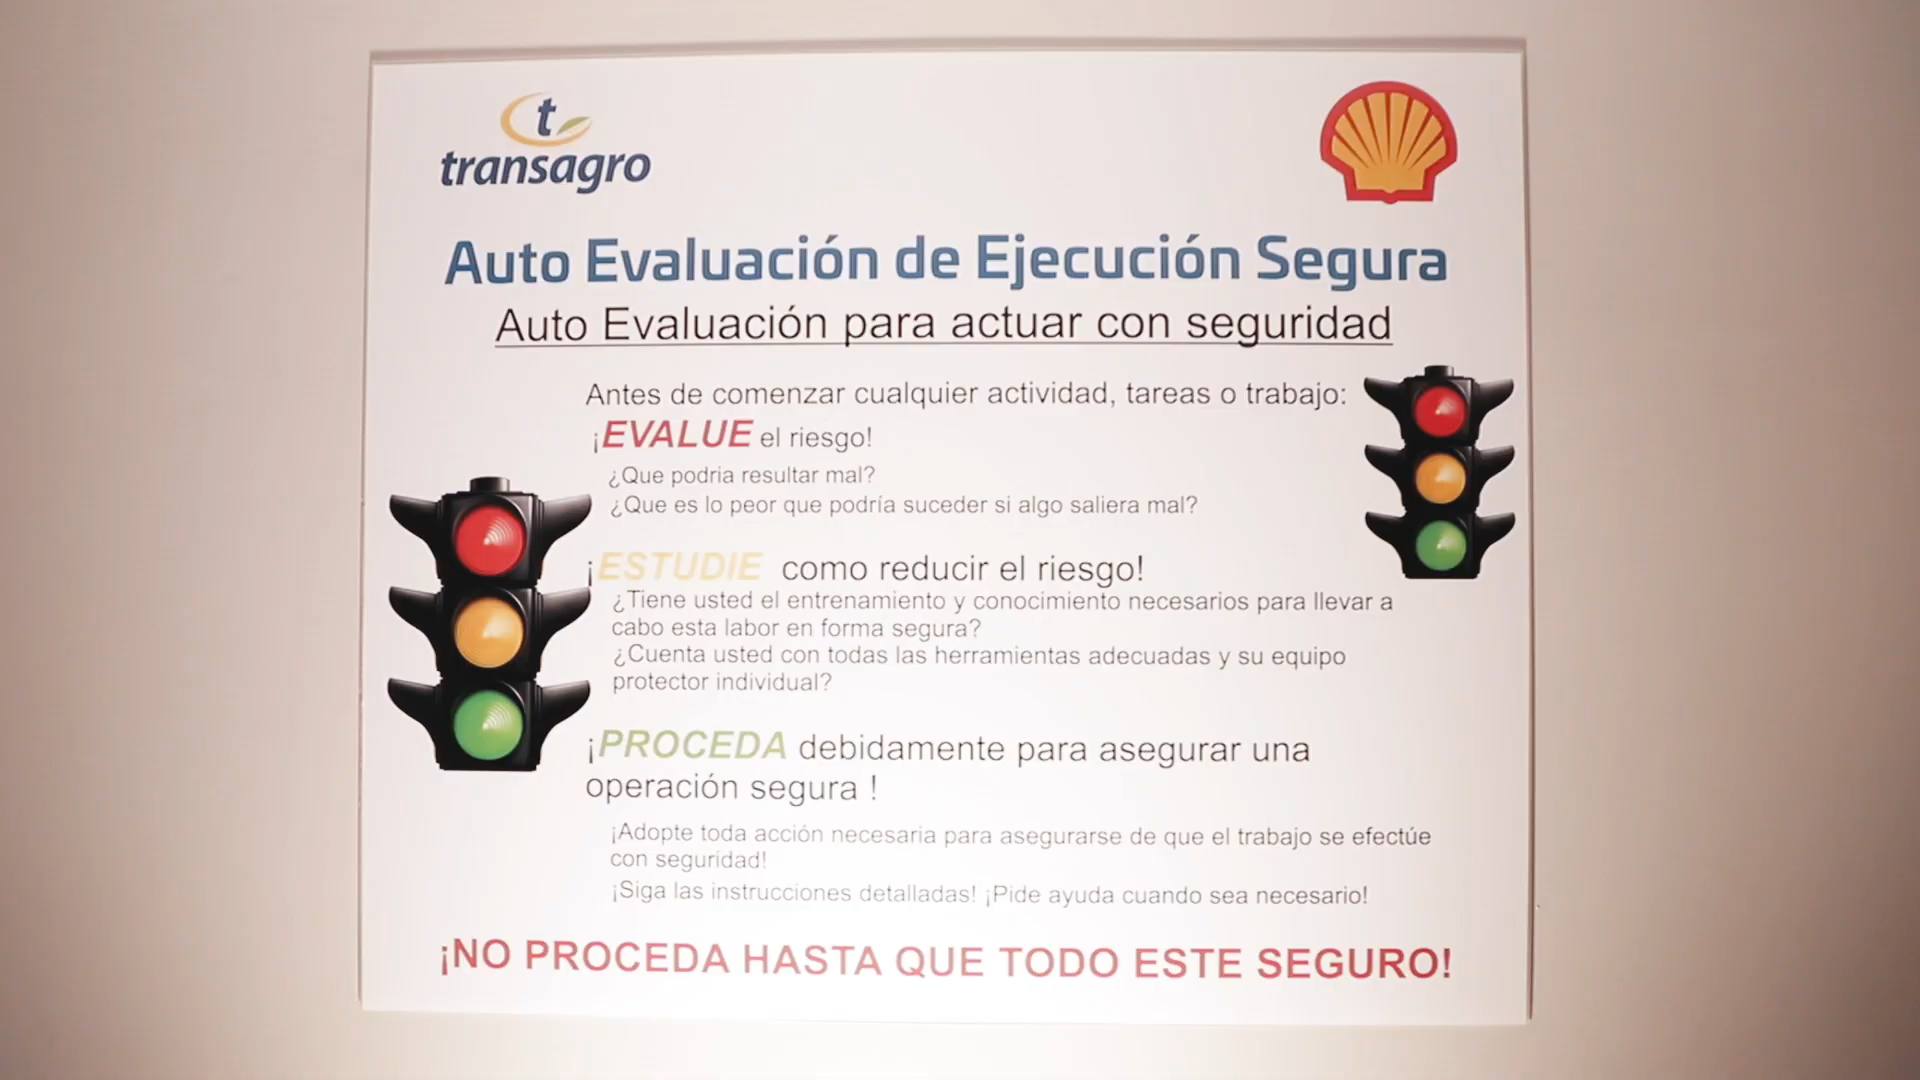 t
transagro
Auto Evaluación de Ejecución Segura
Auto Evaluación para actuar con seguridad
Antes de comenzar cualquier actividad, tareas o trabajo:
¡EVALUE el riesgo!
¿Que podria resultar mal?
¿Que es lo peor que podría suceder si algo saliera mal?
¡ESTUDIE como reducir el riesgo!
¿Tiene usted el entrenamiento y conocimiento necesarios para llevar a
cabo esta labor en forma segura?
¿Cuenta usted con todas las herramientas adecuadas y su equipo
protector individual?
¡PROCEDA debidamente para asegurar una
operación segura !
¡Adopte toda acción necesaria para asegurarse de que el trabajo se efectúe
con seguridad!
¡Siga las instrucciones detalladas! ¡Pide ayuda cuando sea necesario!
¡NO PROCEDA HASTA QUE TODO ESTE SEGURO!